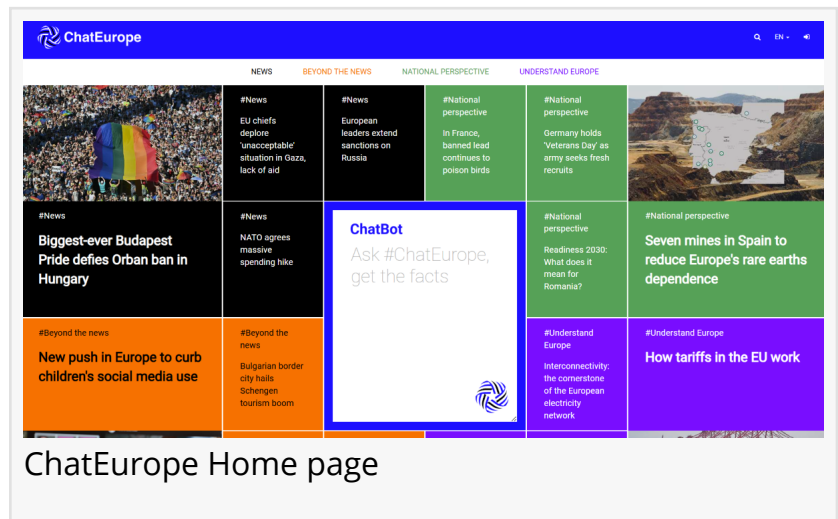 ChatEurope
EN
NEWS
BEYOND THE NEWS
NATIONAL PERSPECTIVE
UNDERSTAND EUROPE
#News
EU chiefs
deplore
'unacceptable'
situation in Gaza,
lack of aid
#News
European
leaders extend
sanctions on
Russia
#National
perspective
In France,
banned lead
continues to
poison birds
#National
perspective
Germany holds
'Veterans Day' as
army seeks fresh
recruits
#News
Biggest-ever Budapest
Pride defies Orban ban in
Hungary
#News
NATO agrees
massive
spending hike
ChatBot
Ask #ChatEurope,
get the facts
#National
perspective
Readiness 2030:
What does it
mean for
Romania?
#National perspective
Seven mines in Spain to
reduce Europe's rare earths
dependence
#Beyond the news
New push in Europe to curb
children's social media use
#Beyond the
news
Bulgarian border
city hails
Schengen
tourism boom
#Understand
Europe
Interconnectivity:
the cornerstone
of the European
electricity
network
#Understand Europe
How tariffs in the EU work
ChatEurope Home page